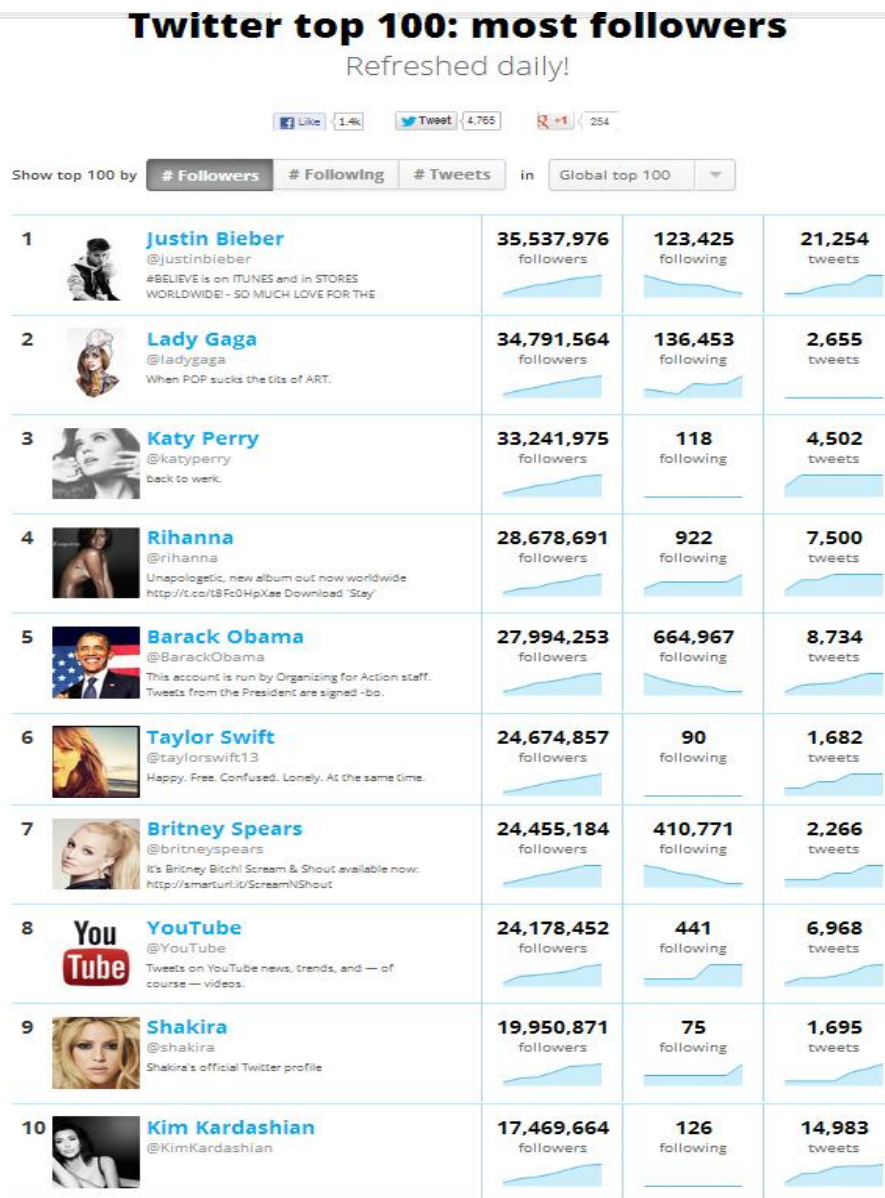 Twitter top 100: most followers
Refreshed daily!
Like 1.4k Tweet 4,765 +1 254
Show top 100 by # Followers # Following # Tweets in Global top 100
1 Justin Bieber 35,537,976 123,425 21,254
@justinbieber followers following tweets
#BELIEVE is on ITUNES and in STORES
WORLDWIDE! - SO MUCH LOVE FOR THE
2 Lady Gaga 34,791,564 136,453 2,655
@ladygaga followers following tweets
When POP sucks the tits of ART.
3 Katy Perry 33,241,975 118 4,502
@katyperry followers following tweets
back to werk.
4 Rihanna 28,678,691 922 7,500
@rihanna followers following tweets
Unapologetic, new album out now worldwide
http://t.co/t8Fc0HpXae Download 'Stay'
5 Barack Obama 27,994,253 664,967 8,734
@BarackObama followers following tweets
This account is run by Organizing for Action staff.
Tweets from the President are signed -bo.
6 Taylor Swift 24,674,857 90 1,682
@taylorswift13 followers following tweets
Happy. Free. Confused. Lonely. At the same time.
7 Britney Spears 24,455,184 410,771 2,266
@britneyspears followers following tweets
It's Britney Bitch! Scream & Shout available now:
http://smarturl.it/ScreamNShout
8 You Tube YouTube 24,178,452 441 6,968
@YouTube followers following tweets
Tweets on YouTube news, trends, and — of
course — videos.
9 Shakira 19,950,871 75 1,695
@shakira followers following tweets
Shakira's official Twitter profile
10 Kim Kardashian 17,469,664 126 14,983
@KimKardashian followers following tweets